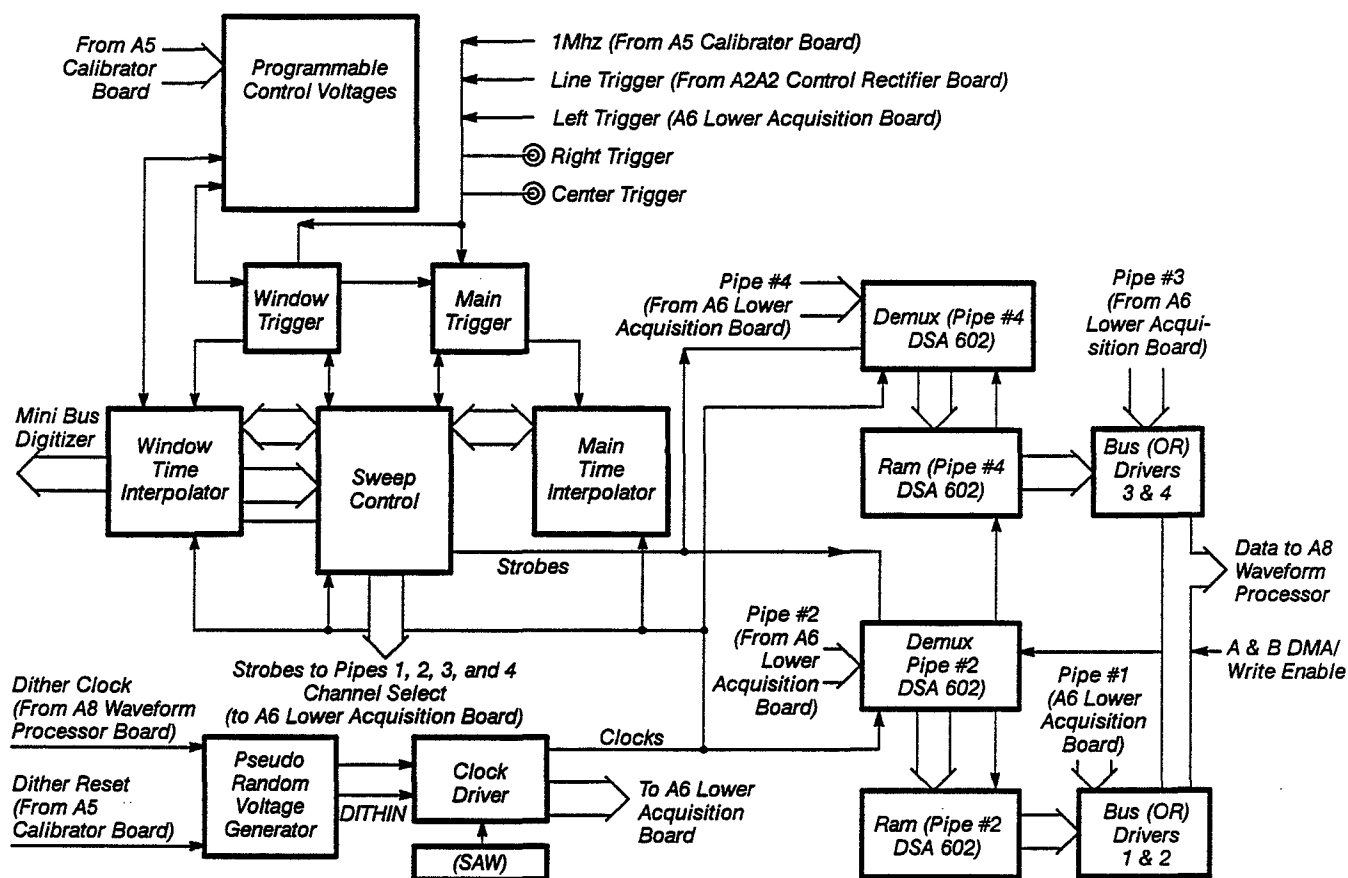 From A5
Calibrator
Board
Programmable
Control Voltages
1Mhz (From A5 Calibrator Board)
Line Trigger (From A2A2 Control Rectifier Board)
Left Trigger (A6 Lower Acquisition Board)
Right Trigger
Center Trigger
Window
Trigger
Main
Trigger
Pipe #4
(From A6 Lower
Acquisition Board)
Demux (Pipe #4
DSA 602)
Pipe #3
(From A6
Lower Acqui-
sition Board)
Mini Bus
Digitizer
Window
Time
Interpolator
Sweep
Control
Main
Time
Interpolator
Ram (Pipe #4
DSA 602)
Bus (OR)
Drivers
3 & 4
Strobes
Data to A8
Waveform
Processor
Pipe #2
(From A6
Lower
Acquisition
Board)
Demux
Pipe #2
DSA 602)
A & B DMA/
Write Enable
Strobes to Pipes 1, 2, 3, and 4
Channel Select
(to A6 Lower Acquisition Board)
Pipe #1
(A6 Lower
Acquisition
Board)
Dither Clock
(From A8 Waveform
Processor Board)
Dither Reset
(From A5
Calibrator Board)
Pseudo
Random
Voltage
Generator
DITHIN
Clock
Driver
Clocks
To A6 Lower
Acquisition
Board
(SAW)
Ram (Pipe #2
DSA 602)
Bus (OR)
Drivers
1 & 2